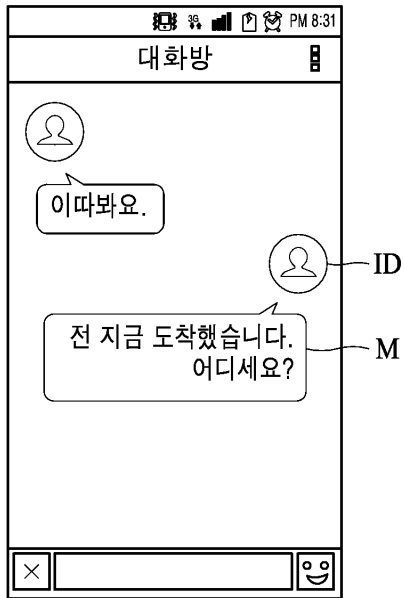 3G PM 8:31
대화방
이따봐요.
ID
전 지금 도착했습니다.
어디세요?
M